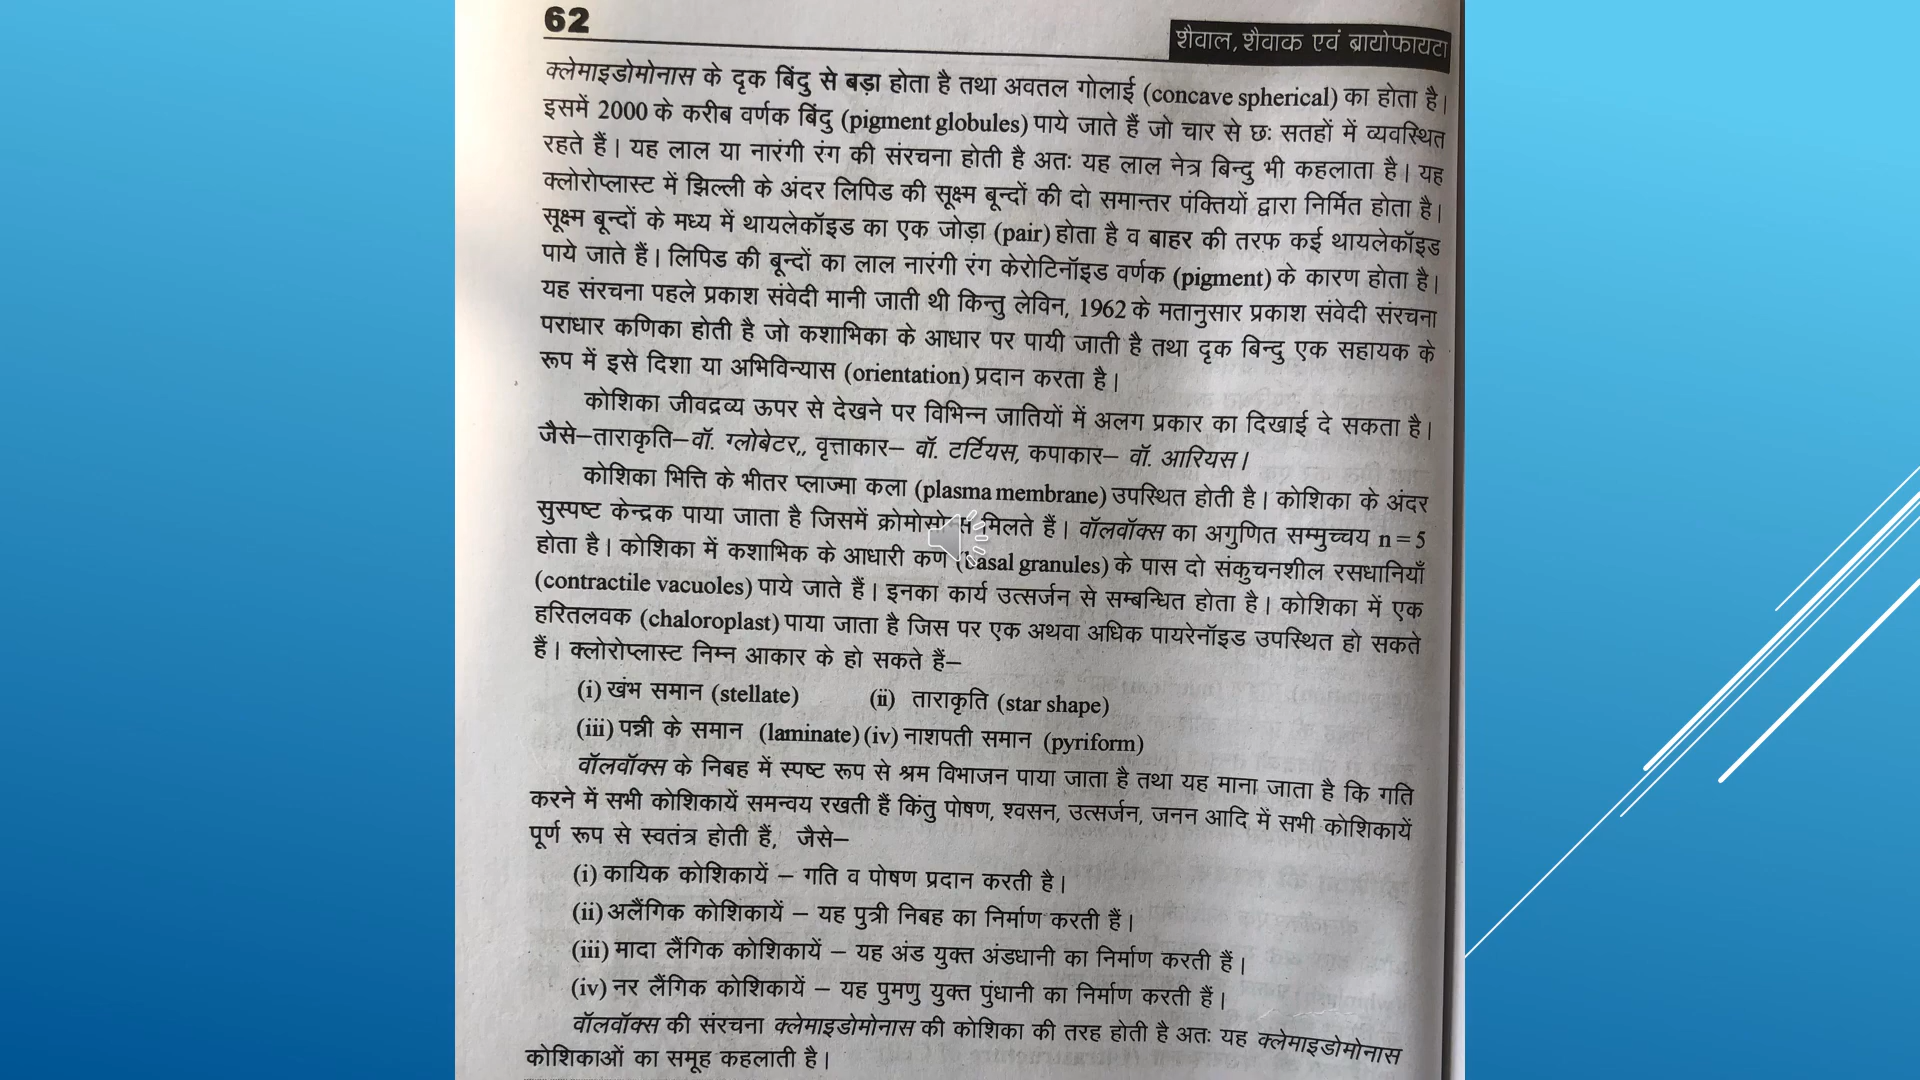 62
शैवाल, शैवाक एवं ब्रायोफायटा
क्लेमाइडोमोनास के दृक बिंदु से बड़ा होता है तथा अवतल गोलाई (concave spherical) का होता है।
इसमें 2000 के करीब वर्णक बिंदु (pigment globules) पाये जाते हैं जो चार से छः सतहों में व्यवस्थित
रहते हैं। यह लाल या नारंगी रंग की संरचना होती है अतः यह लाल नेत्र बिन्दु भी कहलाता है। यह
क्लोरोप्लास्ट में झिल्ली के अंदर लिपिड की सूक्ष्म बून्दों की दो समान्तर पंक्तियों द्वारा निर्मित होता है।
सूक्ष्म बून्दों के मध्य में थायलेकॉइड का एक जोड़ा (pair) होता है व बाहर की तरफ कई थायलेकॉइड
पाये जाते हैं। लिपिड की बून्दों का लाल नारंगी रंग केरोटिनॉइड वर्णक (pigment) के कारण होता है।
यह संरचना पहले प्रकाश संवेदी मानी जाती थी किन्तु लेविन, 1962 के मतानुसार प्रकाश संवेदी संरचना
पराधार कणिका होती है जो कशाभिका के आधार पर पायी जाती है तथा दृक बिन्दु एक सहायक के
रूप में इसे दिशा या अभिविन्यास (orientation) प्रदान करता है।
कोशिका जीवद्रव्य ऊपर से देखने पर विभिन्न जातियों में अलग प्रकार का दिखाई दे सकता है।
जैसे–ताराकृति–वॉ. ग्लोबेटर,, वृत्ताकार– वॉ. टर्टियस, कपाकार– वॉ. आरियस।
कोशिका भित्ति के भीतर प्लाज्मा कला (plasma membrane) उपस्थित होती है। कोशिका के अंदर
सुस्पष्ट केन्द्रक पाया जाता है जिसमें मिलते हैं। वॉलवॉक्स का अगुणित सम्मुच्चय n = 5
होता है। कोशिका में कशाभिक के आधारी कण (basal granules) के पास दो संकुचनशील रसधानियाँ
(contractile vacuoles) पाये जाते हैं। इनका कार्य उत्सर्जन से सम्बन्धित होता है। कोशिका में एक
हरितलवक (chaloroplast) पाया जाता है जिस पर एक अथवा अधिक पायरेनॉइड उपस्थित हो सकते
हैं। क्लोरोप्लास्ट निम्न आकार के हो सकते हैं–
(i) खंभ समान (stellate) (ii) ताराकृति (star shape)
(iii) पन्नी के समान (laminate) (iv) नाशपती समान (pyriform)
वॉलवॉक्स के निबह में स्पष्ट रूप से श्रम विभाजन पाया जाता है तथा यह माना जाता है कि गति
करने में सभी कोशिकायें समन्वय रखती हैं किंतु पोषण, श्वसन, उत्सर्जन, जनन आदि में सभी कोशिकायें
पूर्ण रूप से स्वतंत्र होती हैं, जैसे–
(i) कायिक कोशिकायें – गति व पोषण प्रदान करती है।
(ii) अलैंगिक कोशिकायें – यह पुत्री निबह का निर्माण करती हैं।
(iii) मादा लैंगिक कोशिकायें – यह अंड युक्त अंडधानी का निर्माण करती हैं।
(iv) नर लैंगिक कोशिकायें – यह पुमणु युक्त पुंधानी का निर्माण करती हैं।
वॉलवॉक्स की संरचना क्लेमाइडोमोनास की कोशिका की तरह होती है अतः यह क्लेमाइडोमोनास
कोशिकाओं का समूह कहलाती है।